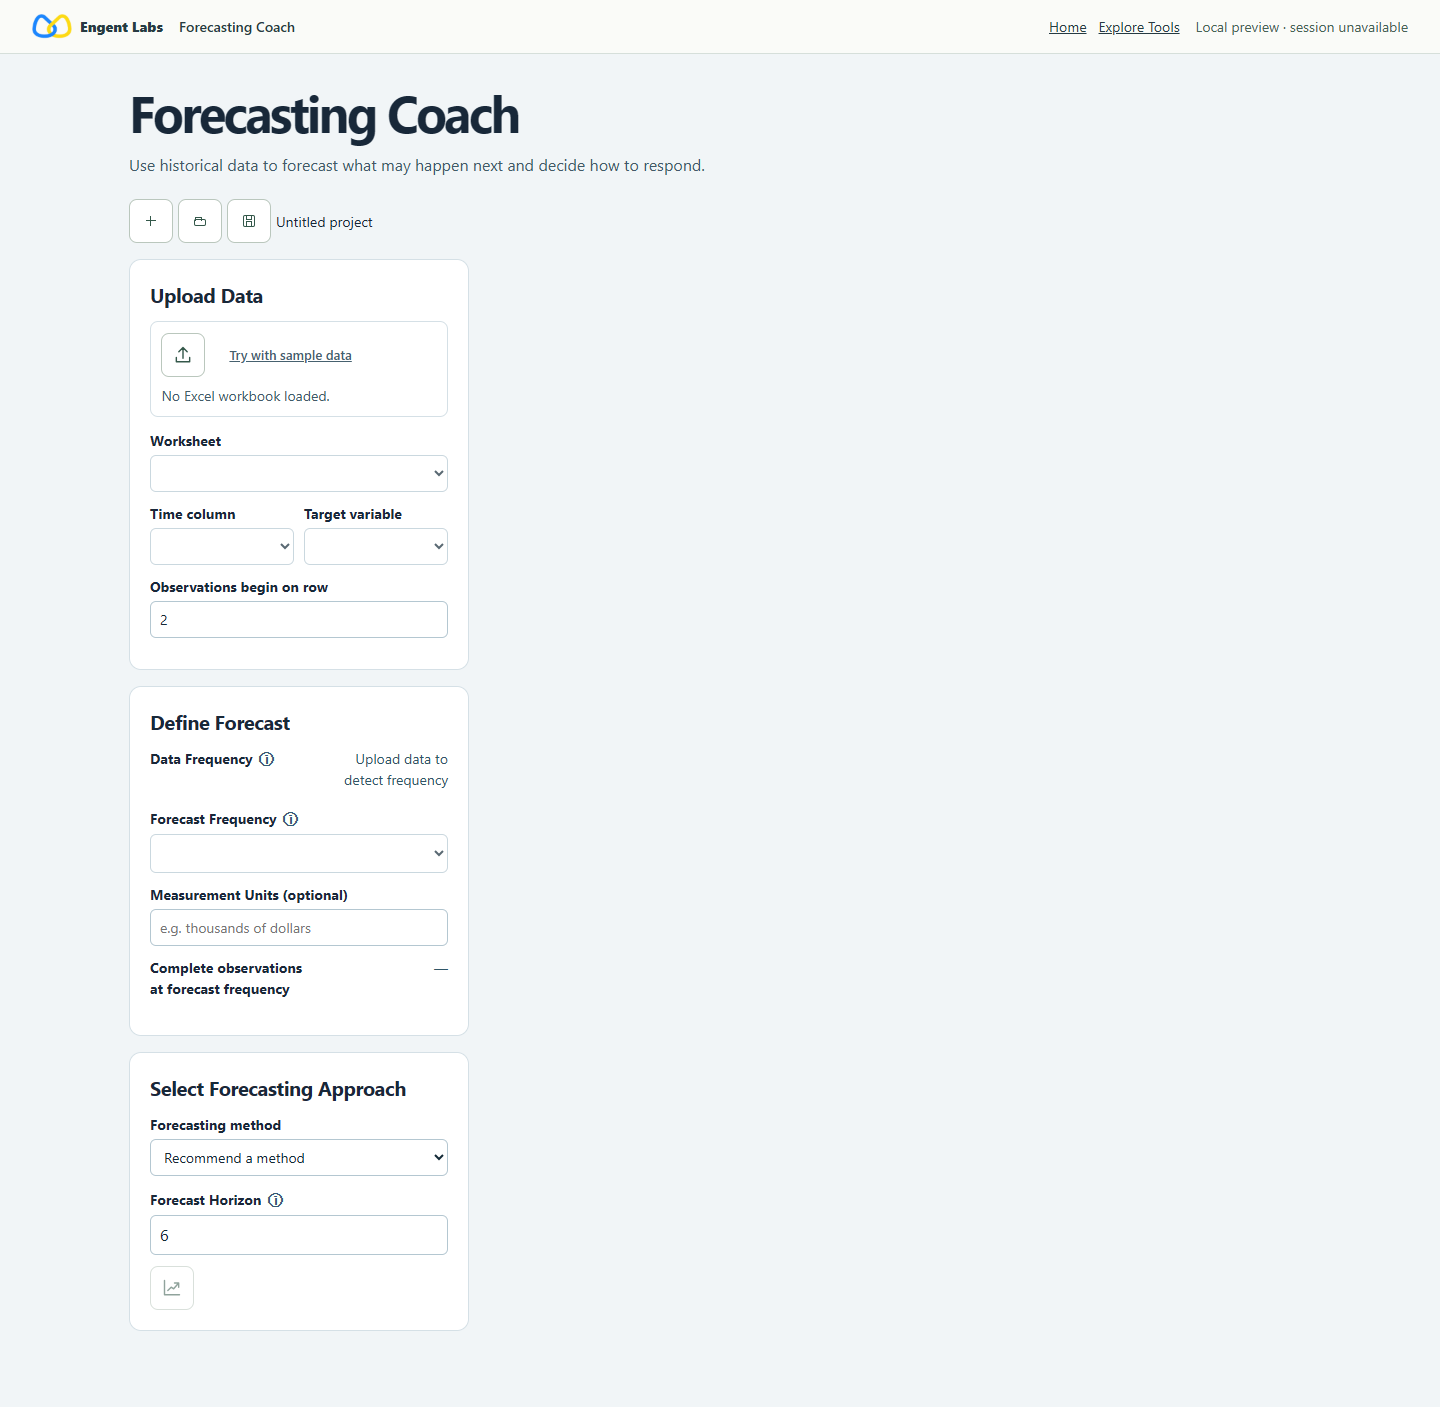 Engent Labs Forecasting Coach Home Explore Tools Local preview · session unavailable
Forecasting Coach
Use historical data to forecast what may happen next and decide how to respond.
Untitled project
Upload Data
Try with sample data
No Excel workbook loaded.
Worksheet
Time column Target variable
Observations begin on row
2
Define Forecast
Data Frequency Upload data to
detect frequency
Forecast Frequency
Measurement Units (optional)
e.g. thousands of dollars
Complete observations —
at forecast frequency
Select Forecasting Approach
Forecasting method
Recommend a method
Forecast Horizon
6